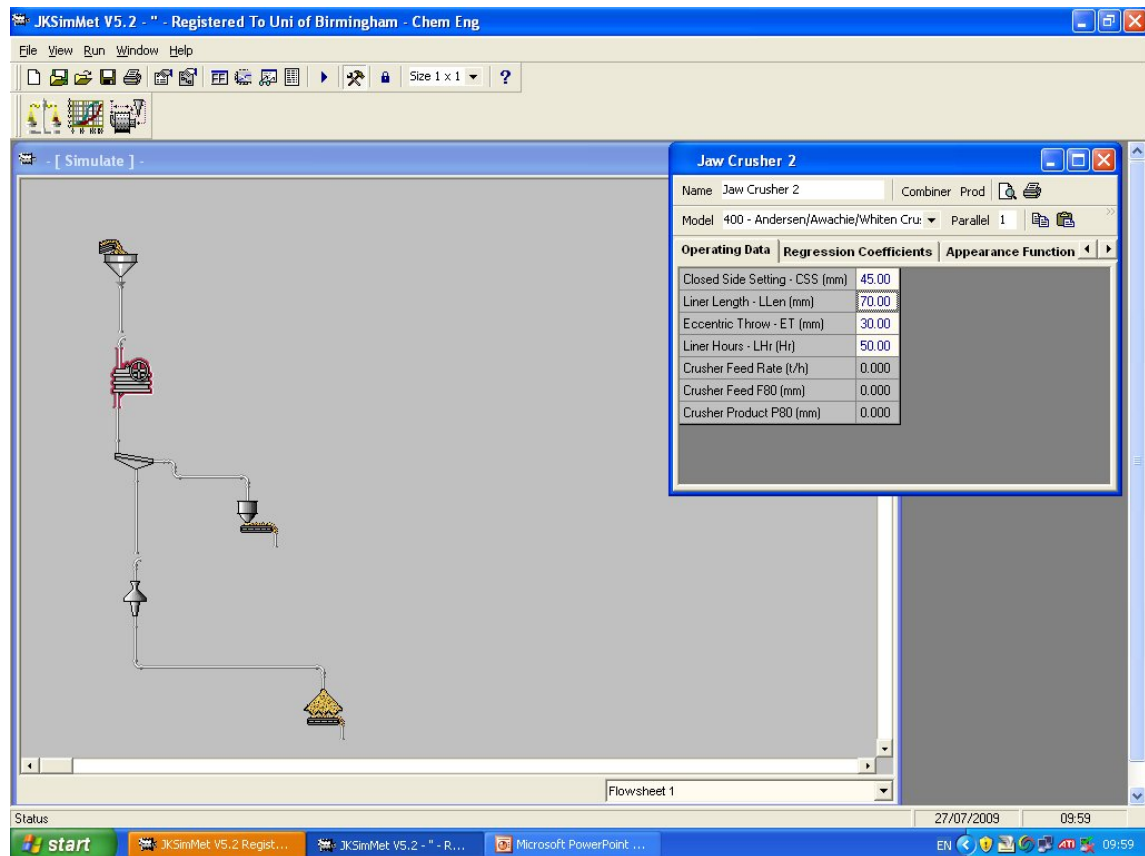 JKSimMet V5.2 - " - Registered To Uni of Birmingham - Chem Eng
File View Run Window Help
Size 1 x 1 ?
- [ Simulate ] -
Jaw Crusher 2
Name Jaw Crusher 2 Combiner Prod
Model 400 - Andersen/Awachie/Whiten Cru: Parallel 1
Operating Data Regression Coefficients Appearance Function
Closed Side Setting - CSS (mm) 45.00
Liner Length - LLen (mm) 70.00
Eccentric Throw - ET (mm) 30.00
Liner Hours - LHr (Hr) 50.00
Crusher Feed Rate (t/h) 0.000
Crusher Feed F80 (mm) 0.000
Crusher Product P80 (mm) 0.000
Flowsheet 1
Status 27/07/2009 09:59
start JKSimMet V5.2 Regist... JKSimMet V5.2 - " - R... Microsoft PowerPoint ... EN ATI 09:59